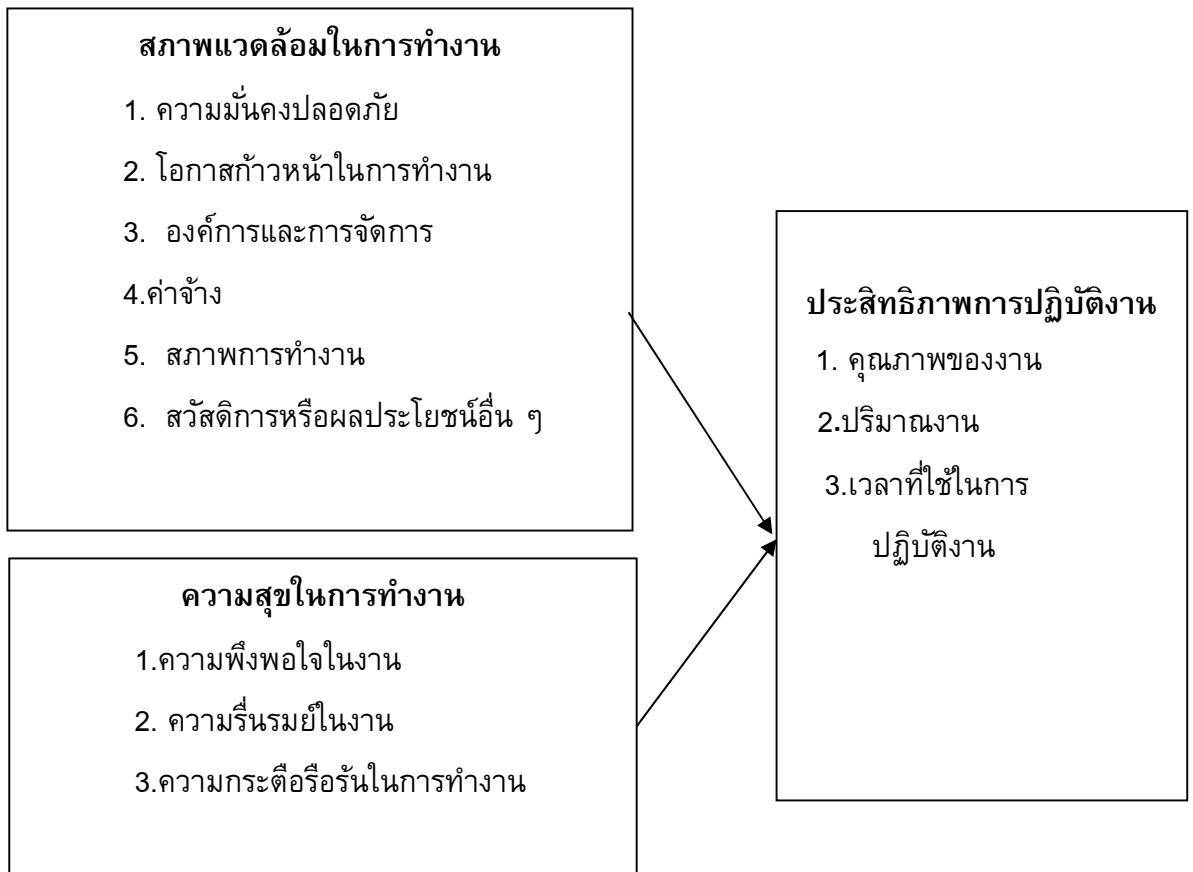 สภาพแวดล้อมในการทำงาน
1. ความมั่นคงปลอดภัย
2. โอกาสก้าวหน้าในการทำงาน
3. องค์การและการจัดการ
4.ค่าจ้าง
5. สภาพการทำงาน
6. สวัสดิการหรือผลประโยชน์อื่น ๆ
ความสุขในการทำงาน
1.ความพึงพอใจในงาน
2. ความรื่นรมย์ในงาน
3.ความกระตือรือร้นในการทำงาน
ประสิทธิภาพการปฏิบัติงาน
1. คุณภาพของงาน
2.ปริมาณงาน
3.เวลาที่ใช้ในการ
ปฏิบัติงาน